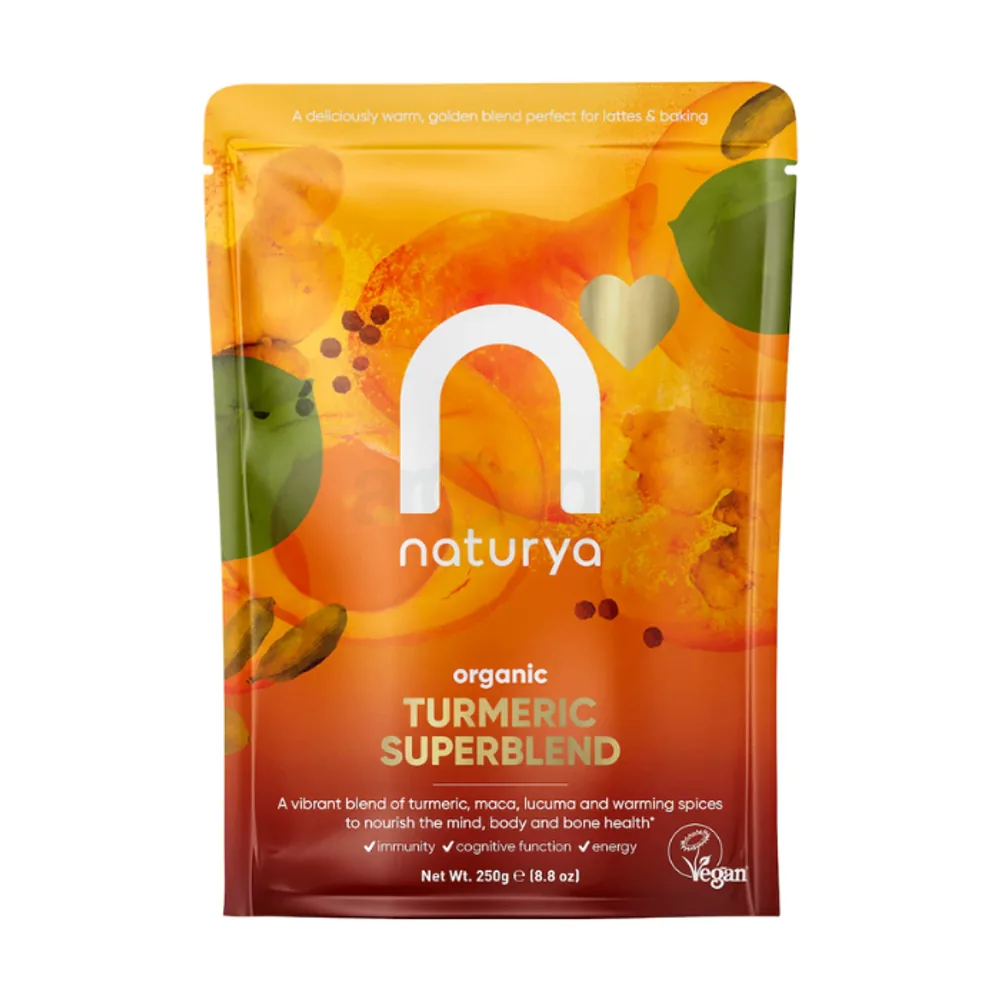 A deliciously warm, golden blend perfect for lattes & baking
n
naturya
organic
TURMERIC
SUPERBLEND
A vibrant blend of turmeric, maca, lucuma and warming spices
to nourish the mind, body and bone health*
✓immunity ✓cognitive function ✓energy
Vegan
Net Wt. 250g ℮ (8.8 oz)